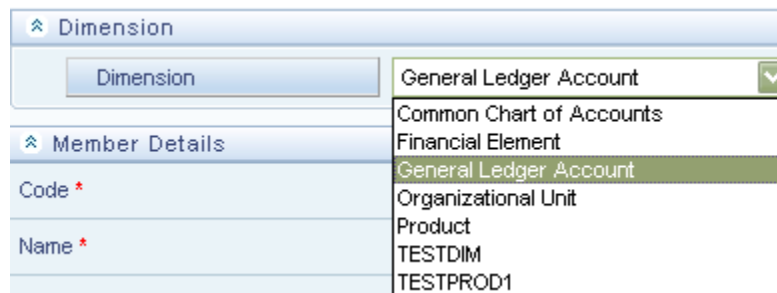 Dimension
Dimension General Ledger Account
Common Chart of Accounts
Financial Element
General Ledger Account
Organizational Unit
Product
TESTDIM
TESTPROD1
Member Details
Code *
Name *